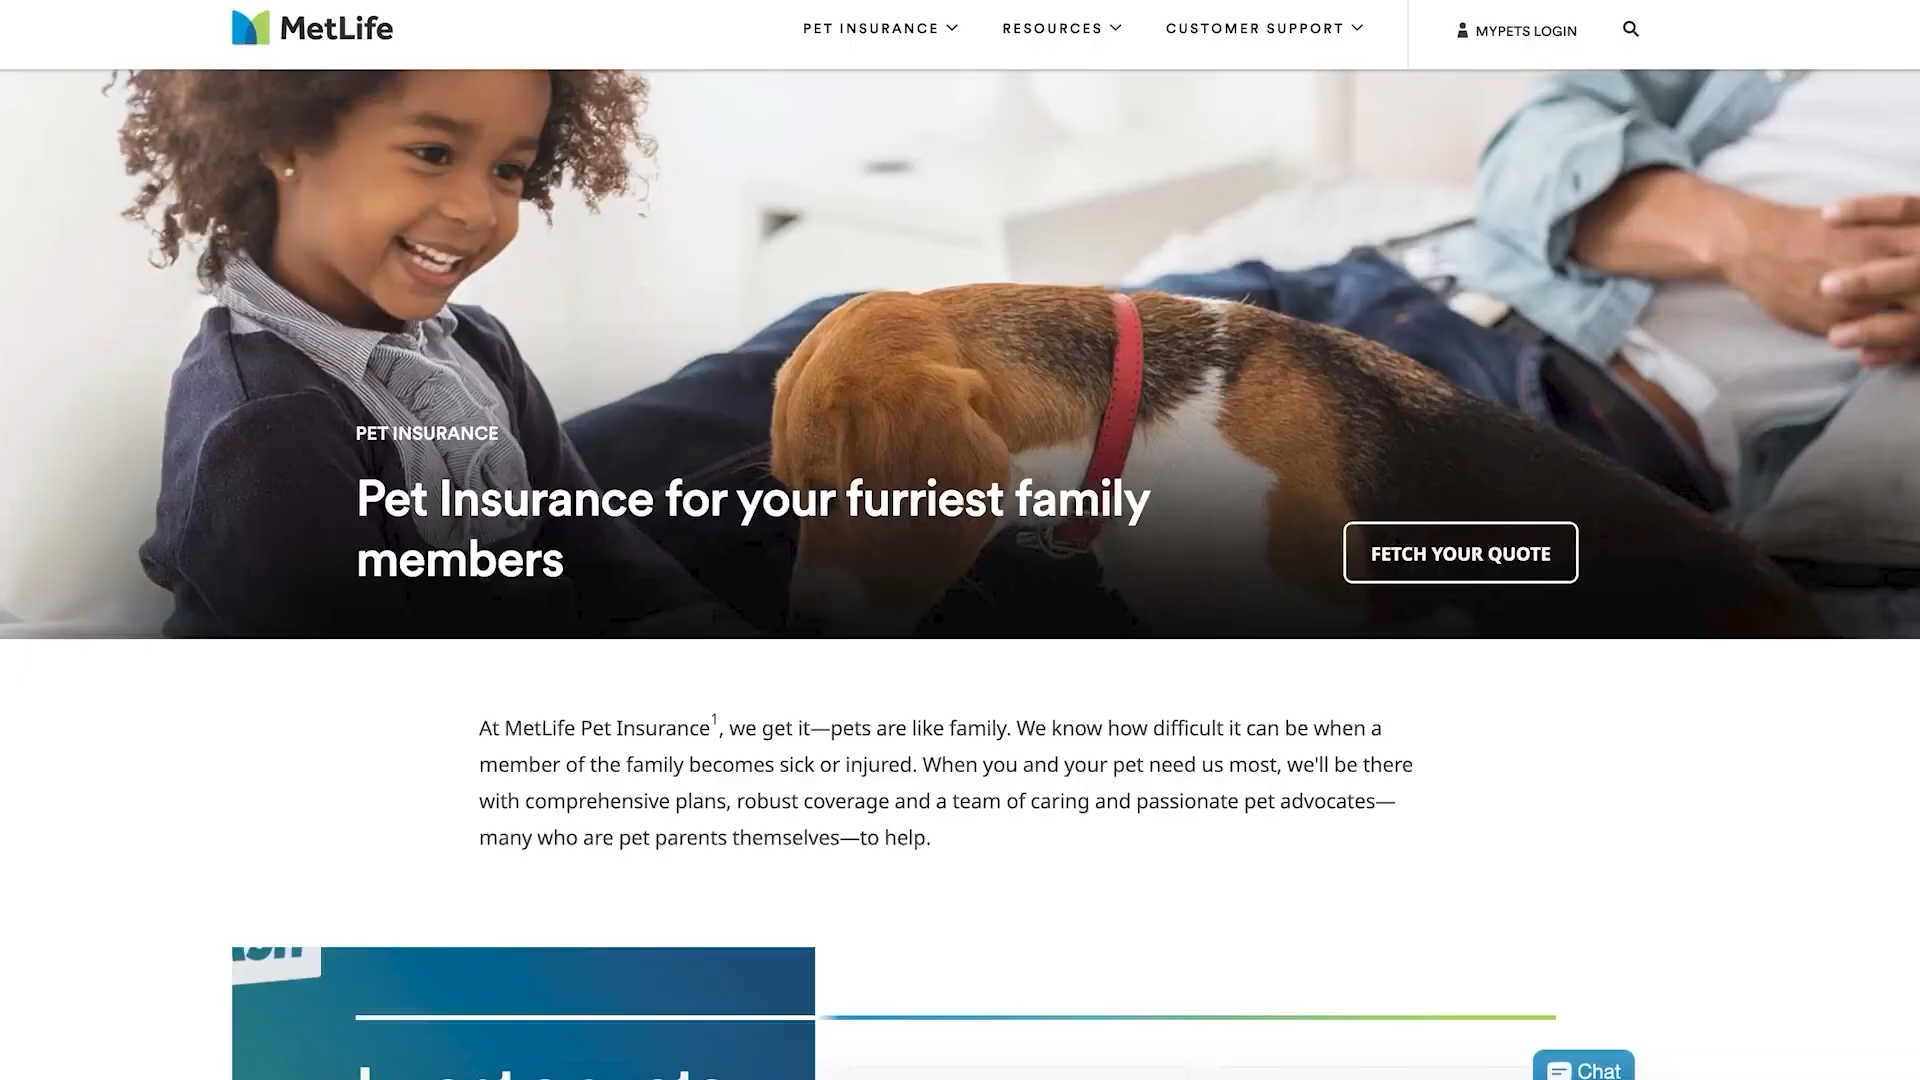 MetLife
PET INSURANCE
RESOURCES
CUSTOMER SUPPORT
MYPETS LOGIN
PET INSURANCE
Pet Insurance for your furriest family
members
FETCH YOUR QUOTE
At MetLife Pet Insurance1, we get it—pets are like family. We know how difficult it can be when a
member of the family becomes sick or injured. When you and your pet need us most, we'll be there
with comprehensive plans, robust coverage and a team of caring and passionate pet advocates—
many who are pet parents themselves—to help.
Chat